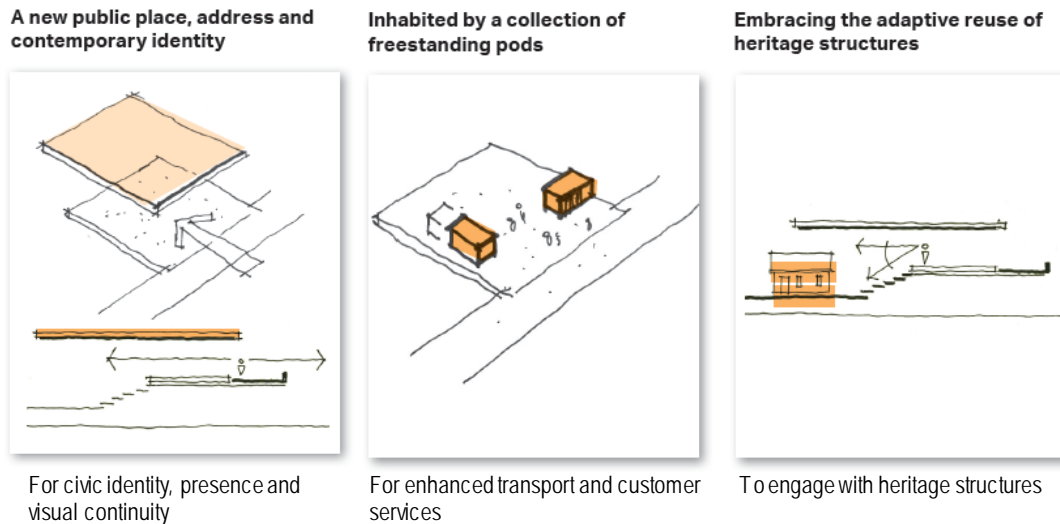 A new public place, address and
contemporary identity
Inhabited by a collection of
freestanding pods
Embracing the adaptive reuse of
heritage structures
For civic identity, presence and
visual continuity
For enhanced transport and customer
services
To engage with heritage structures